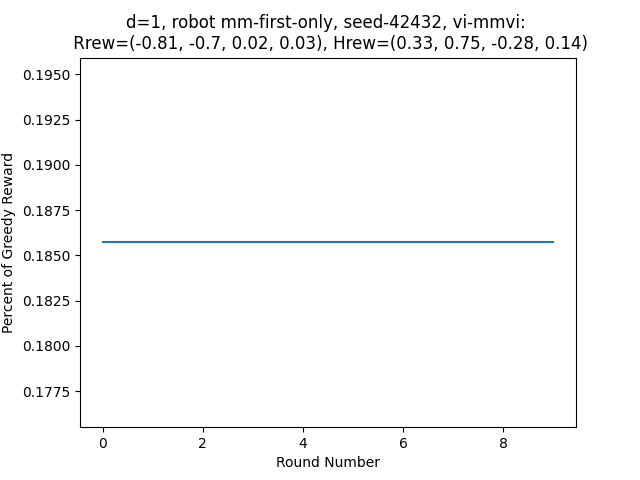 d=1, robot mm-first-only, seed-42432, vi-mmvi:
Rrew=(-0.81, -0.7, 0.02, 0.03), Hrew=(0.33, 0.75, -0.28, 0.14)
Percent of Greedy Reward
0.1950
0.1925
0.1900
0.1875
0.1850
0.1825
0.1800
0.1775
0 2 4 6 8
Round Number